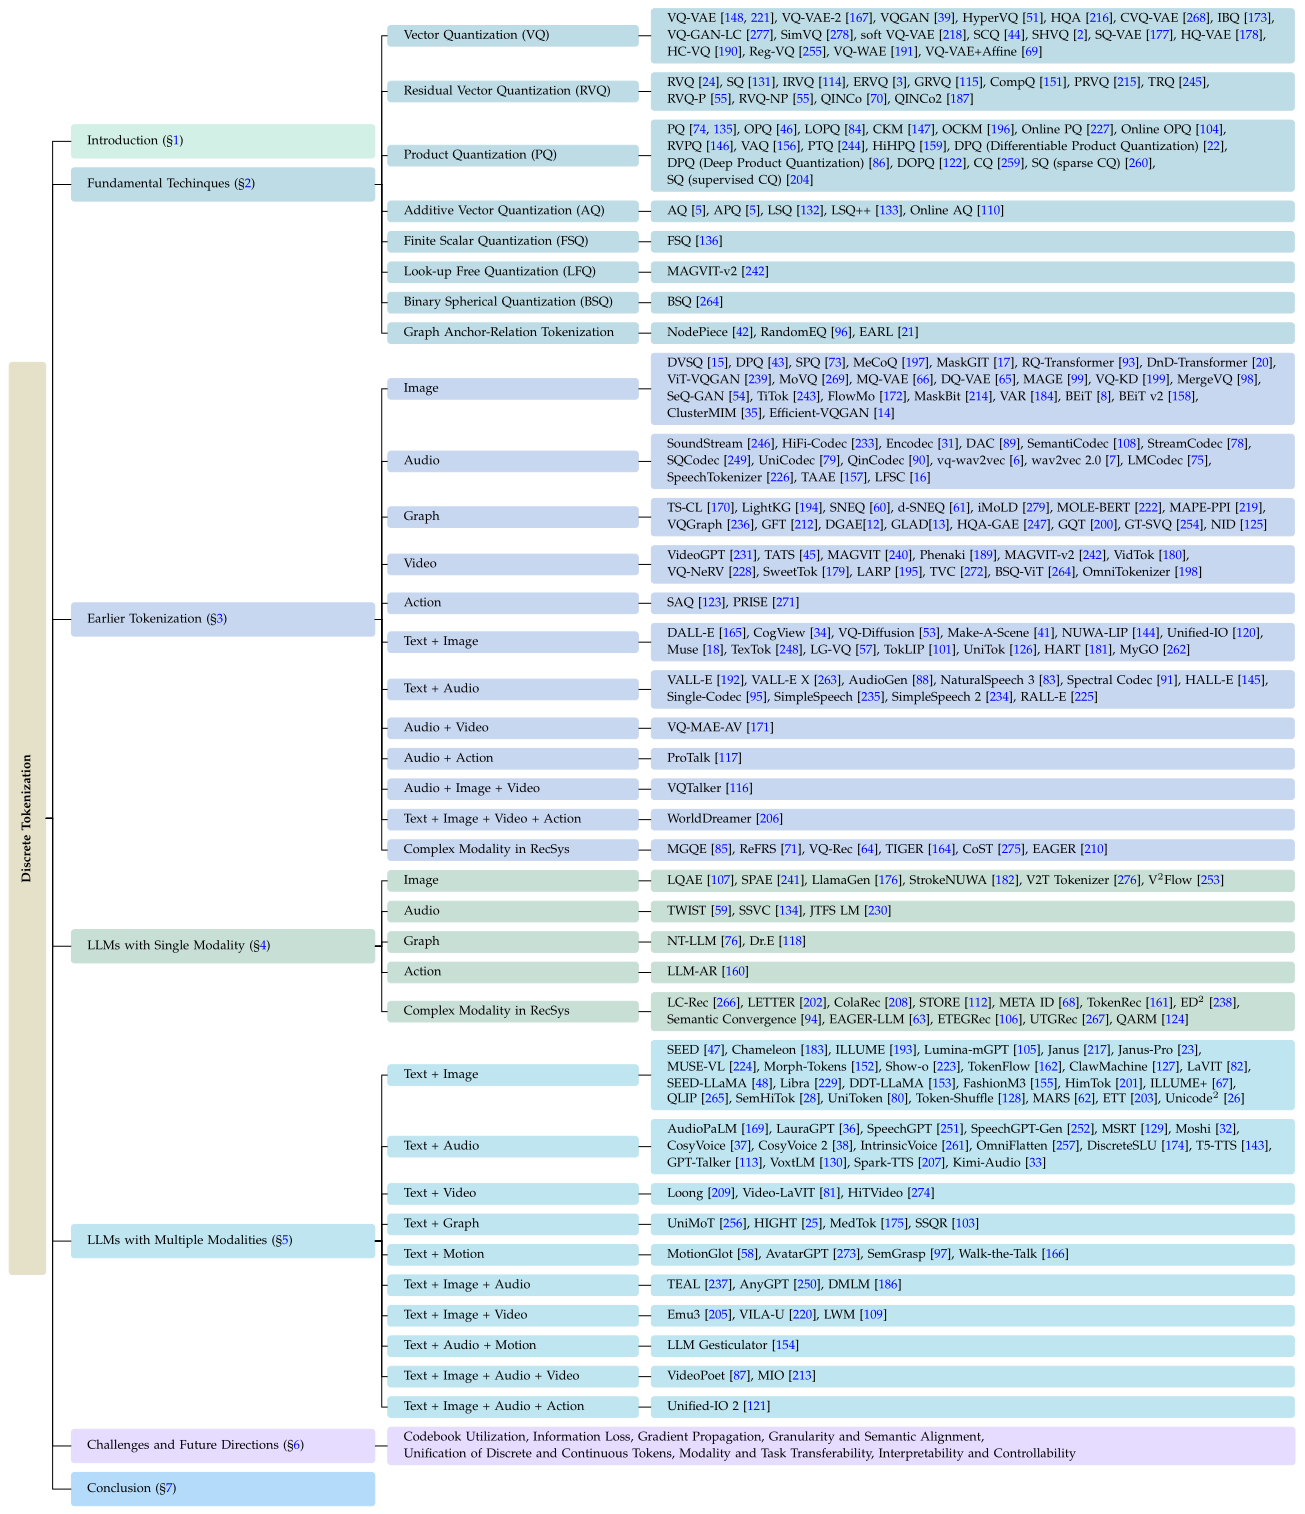 Discrete Tokenization
Introduction (§1)
Fundamental Techinques (§2)
Vector Quantization (VQ)
VQ-VAE [148, 221], VQ-VAE-2 [167], VQGAN [39], HyperVQ [51], HQA [216], CVQ-VAE [268], IBQ [173],
VQ-GAN-LC [277], SimVQ [278], soft VQ-VAE [218], SCQ [44], SHVQ [2], SQ-VAE [177], HQ-VAE [178],
HC-VQ [190], Reg-VQ [255], VQ-WAE [191], VQ-VAE+Affine [69]
Residual Vector Quantization (RVQ)
RVQ [24], SQ [131], IRVQ [114], ERVQ [3], GRVQ [115], CompQ [151], PRVQ [215], TRQ [245],
RVQ-P [55], RVQ-NP [55], QINCo [70], QINCo2 [187]
Product Quantization (PQ)
PQ [74, 135], OPQ [46], LOPQ [84], CKM [147], OCKM [196], Online PQ [227], Online OPQ [104],
RVPQ [146], VAQ [156], PTQ [244], HiHPQ [159], DPQ (Differentiable Product Quantization) [22],
DPQ (Deep Product Quantization) [86], DOPQ [122], CQ [259], SQ (sparse CQ) [260],
SQ (supervised CQ) [204]
Additive Vector Quantization (AQ)
AQ [5], APQ [5], LSQ [132], LSQ++ [133], Online AQ [110]
Finite Scalar Quantization (FSQ)
FSQ [136]
Look-up Free Quantization (LFQ)
MAGVIT-v2 [242]
Binary Spherical Quantization (BSQ)
BSQ [264]
Graph Anchor-Relation Tokenization
NodePiece [42], RandomEQ [96], EARL [21]
Earlier Tokenization (§3)
Image
DVSQ [15], DPQ [43], SPQ [73], MeCoQ [197], MaskGIT [17], RQ-Transformer [93], DnD-Transformer [20],
ViT-VQGAN [239], MoVQ [269], MQ-VAE [66], DQ-VAE [65], MAGE [99], VQ-KD [199], MergeVQ [98],
SeQ-GAN [54], TiTok [243], FlowMo [172], MaskBit [214], VAR [184], BEiT [8], BEiT v2 [158],
ClusterMIM [35], Efficient-VQGAN [14]
Audio
SoundStream [246], HiFi-Codec [233], Encodec [31], DAC [89], SemantiCodec [108], StreamCodec [78],
SQCodec [249], UniCodec [79], QinCodec [90], vq-wav2vec [6], wav2vec 2.0 [7], LMCodec [75],
SpeechTokenizer [226], TAAE [157], LFSC [16]
Graph
TS-CL [170], LightKG [194], SNEQ [60], d-SNEQ [61], iMoLD [279], MOLE-BERT [222], MAPE-PPI [219],
VQGraph [236], GFT [212], DGAE[12], GLAD[13], HQA-GAE [247], GQT [200], GT-SVQ [254], NID [125]
Video
VideoGPT [231], TATS [45], MAGVIT [240], Phenaki [189], MAGVIT-v2 [242], VidTok [180],
VQ-NeRV [228], SweetTok [179], LARP [195], TVC [272], BSQ-ViT [264], OmniTokenizer [198]
Action
SAQ [123], PRISE [271]
Text + Image
DALL-E [165], CogView [34], VQ-Diffusion [53], Make-A-Scene [41], NUWA-LIP [144], Unified-IO [120],
Muse [18], TexTok [248], LG-VQ [57], TokLIP [101], UniTok [126], HART [181], MyGO [262]
Text + Audio
VALL-E [192], VALL-E X [263], AudioGen [88], NaturalSpeech 3 [83], Spectral Codec [91], HALL-E [145],
Single-Codec [95], SimpleSpeech [235], SimpleSpeech 2 [234], RALL-E [225]
Audio + Video
VQ-MAE-AV [171]
Audio + Action
ProTalk [117]
Audio + Image + Video
VQTalker [116]
Text + Image + Video + Action
WorldDreamer [206]
Complex Modality in RecSys
MGQE [85], ReFRS [71], VQ-Rec [64], TIGER [164], CoST [275], EAGER [210]
LLMs with Single Modality (§4)
Image
LQAE [107], SPAE [241], LlamaGen [176], StrokeNUWA [182], V2T Tokenizer [276], V²Flow [253]
Audio
TWIST [59], SSVC [134], JTFS LM [230]
Graph
NT-LLM [76], Dr.E [118]
Action
LLM-AR [160]
Complex Modality in RecSys
LC-Rec [266], LETTER [202], ColaRec [208], STORE [112], META ID [68], TokenRec [161], ED² [238],
Semantic Convergence [94], EAGER-LLM [63], ETEGRec [106], UTGRec [267], QARM [124]
LLMs with Multiple Modalities (§5)
Text + Image
SEED [47], Chameleon [183], ILLUME [193], Lumina-mGPT [105], Janus [217], Janus-Pro [23],
MUSE-VL [224], Morph-Tokens [152], Show-o [223], TokenFlow [162], ClawMachine [127], LaVIT [82],
SEED-LLaMA [48], Libra [229], DDT-LLaMA [153], FashionM3 [155], HimTok [201], ILLUME+ [67],
QLIP [265], SemHiTok [28], UniToken [80], Token-Shuffle [128], MARS [62], ETT [203], Unicode² [26]
Text + Audio
AudioPaLM [169], LauraGPT [36], SpeechGPT [251], SpeechGPT-Gen [252], MSRT [129], Moshi [32],
CosyVoice [37], CosyVoice 2 [38], IntrinsicVoice [261], OmniFlatten [257], DiscreteSLU [174], T5-TTS [143],
GPT-Talker [113], VoxtLM [130], Spark-TTS [207], Kimi-Audio [33]
Text + Video
Loong [209], Video-LaVIT [81], HiTVideo [274]
Text + Graph
UniMoT [256], HIGHT [25], MedTok [175], SSQR [103]
Text + Motion
MotionGlot [58], AvatarGPT [273], SemGrasp [97], Walk-the-Talk [166]
Text + Image + Audio
TEAL [237], AnyGPT [250], DMLM [186]
Text + Image + Video
Emu3 [205], VILA-U [220], LWM [109]
Text + Audio + Motion
LLM Gesticulator [154]
Text + Image + Audio + Video
VideoPoet [87], MIO [213]
Text + Image + Audio + Action
Unified-IO 2 [121]
Challenges and Future Directions (§6)
Codebook Utilization, Information Loss, Gradient Propagation, Granularity and Semantic Alignment,
Unification of Discrete and Continuous Tokens, Modality and Task Transferability, Interpretability and Controllability
Conclusion (§7)